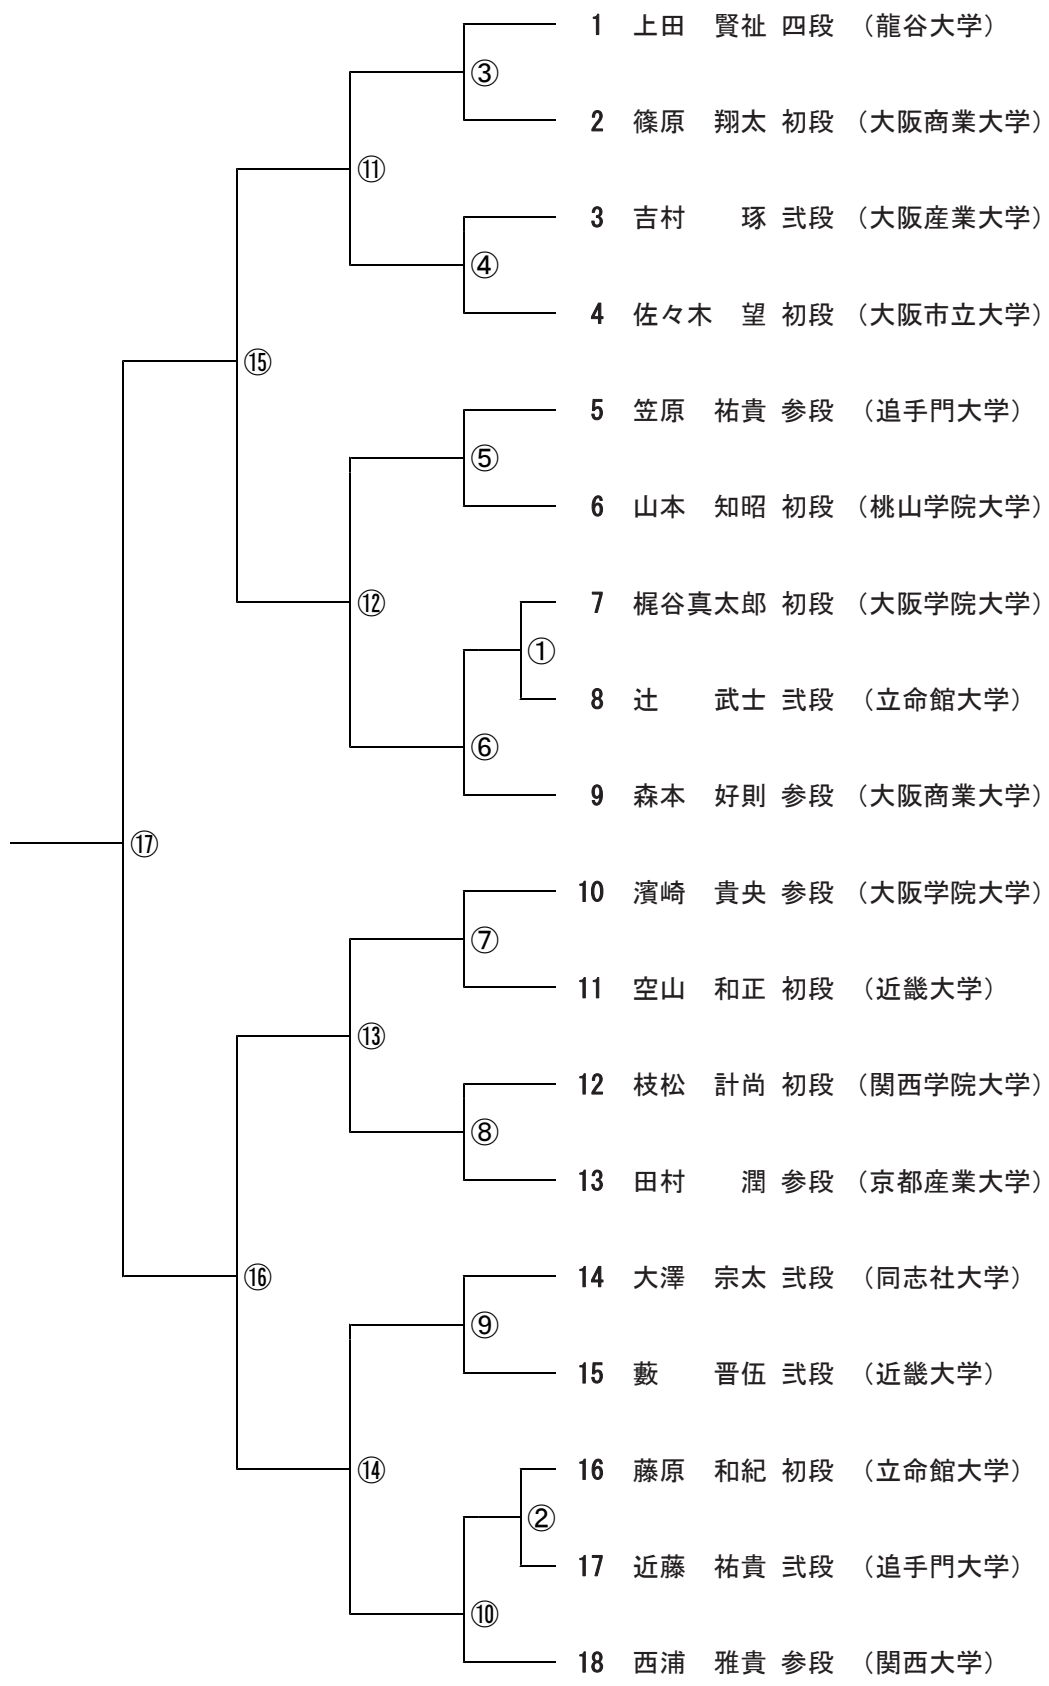 1 上田 賢祉 四段 （龍谷大学）
③
2 篠原 翔太 初段 （大阪商業大学）
⑪
3 吉村 琢 弐段 （大阪産業大学）
④
4 佐々木 望 初段 （大阪市立大学）
⑮
5 笠原 祐貴 参段 （追手門大学）
⑤
6 山本 知昭 初段 （桃山学院大学）
⑫
7 梶谷真太郎 初段 （大阪学院大学）
①
8 辻 武士 弐段 （立命館大学）
⑥
9 森本 好則 参段 （大阪商業大学）
⑰
10 濱崎 貴央 参段 （大阪学院大学）
⑦
11 空山 和正 初段 （近畿大学）
⑬
12 枝松 計尚 初段 （関西学院大学）
⑧
13 田村 潤 参段 （京都産業大学）
⑯
14 大澤 宗太 弐段 （同志社大学）
⑨
15 藪 晋伍 弐段 （近畿大学）
⑭
16 藤原 和紀 初段 （立命館大学）
②
17 近藤 祐貴 弐段 （追手門大学）
⑩
18 西浦 雅貴 参段 （関西大学）